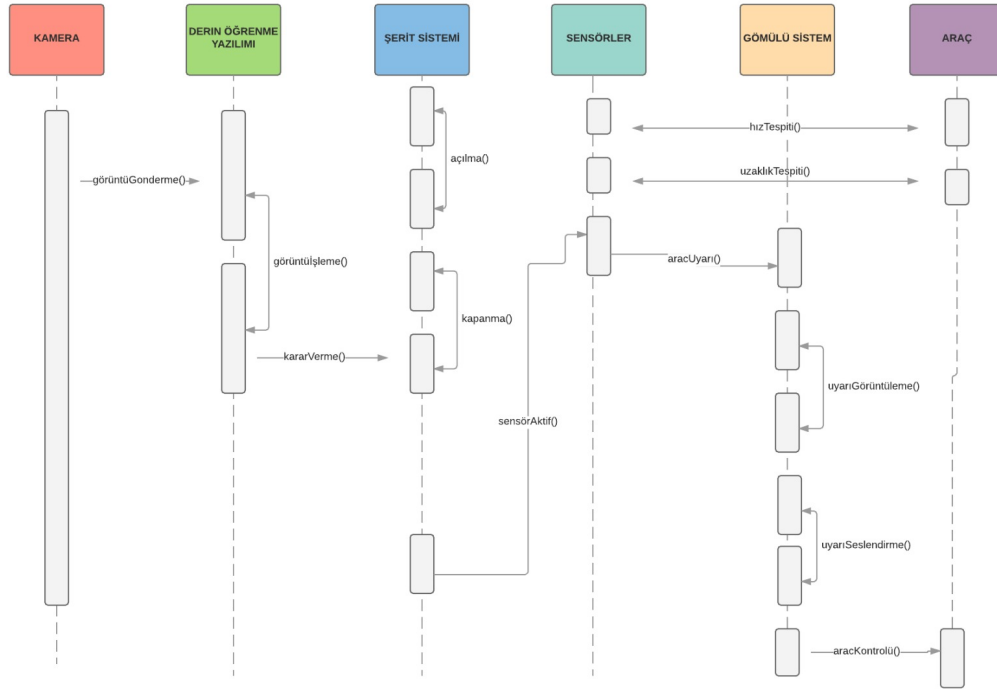 KAMERA
DERIN ÖĞRENME
YAZILIMI
ŞERİT SİSTEMİ
SENSÖRLER
GÖMÜLÜ SİSTEM
ARAÇ
hızTespiti()
açılma()
uzaklıkTespiti()
görüntüGonderme()
aracUyarı()
görüntüİşleme()
kapanma()
kararVerme()
uyarıGörüntüleme()
sensörAktif()
uyarıSeslendirme()
aracKontrolü()